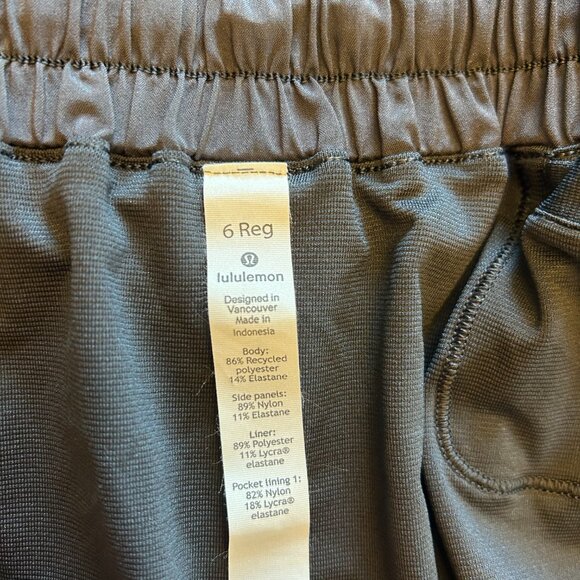 6 Reg
lululemon
Designed in
Vancouver
Made in
Indonesia
Body:
86% Recycled
polyester
14% Elastane
Side panels:
89% Nylon
11% Elastane
Liner:
89% Polyester
11% Lycra®
elastane
Pocket lining 1:
82% Nylon
18% Lycra®
elastane